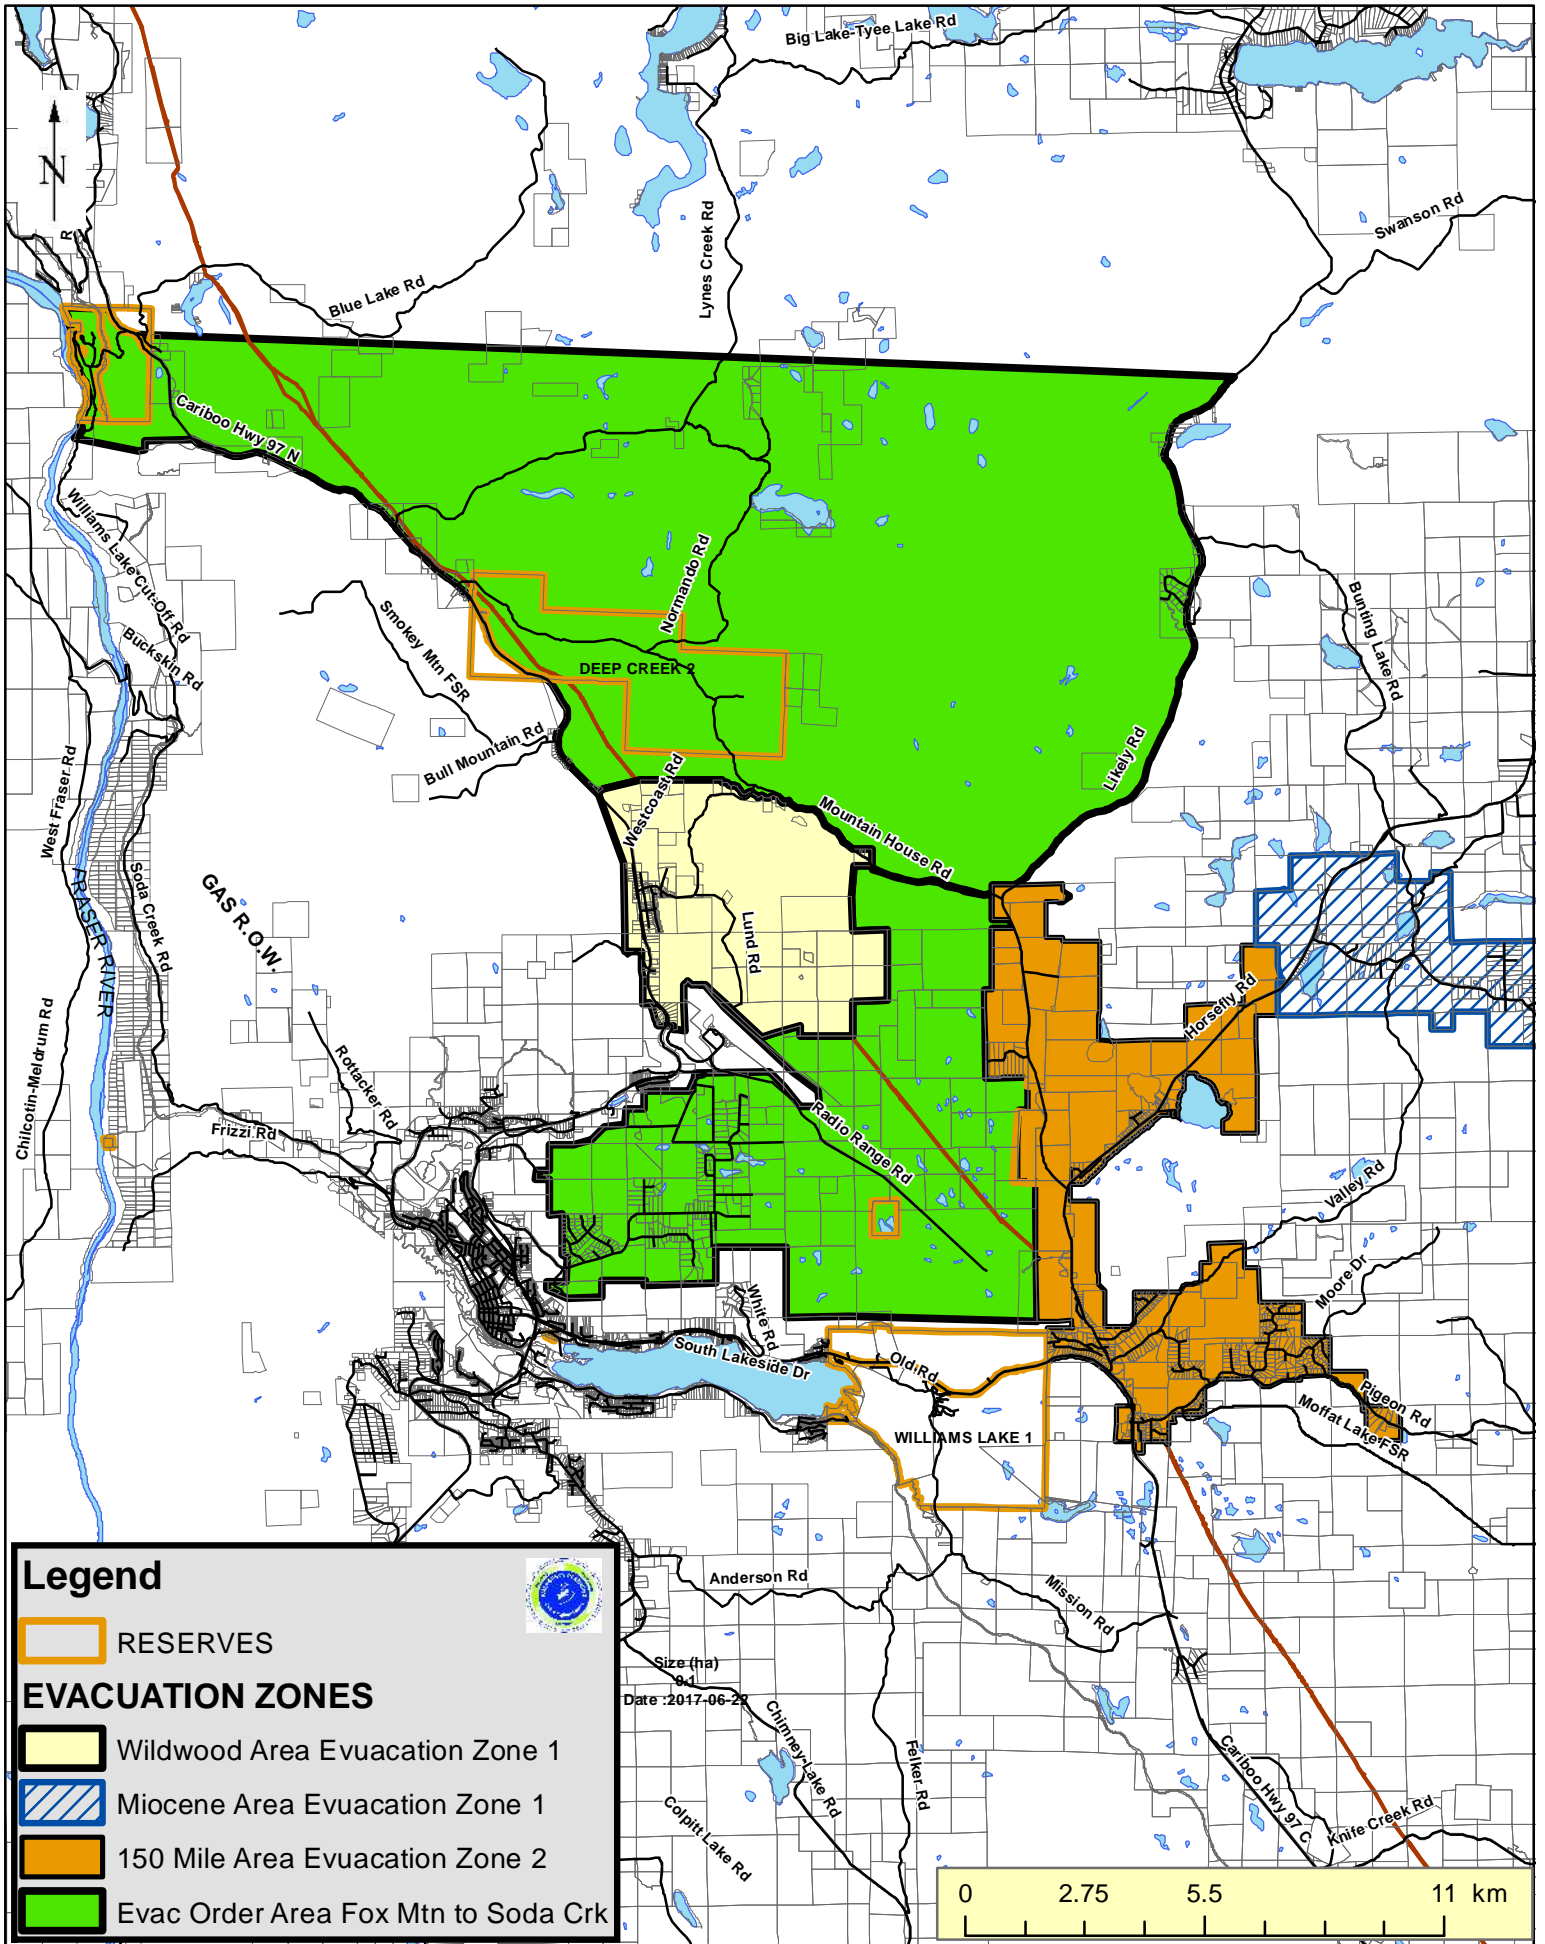 Big Lake-Tyee Lake Rd
N
R
Lynes Creek Rd
Swanson Rd
Blue Lake Rd
Cariboo Hwy 97 N
Williams Lake Cut-Off Rd
Buckskin Rd
Smokey Mtn FSR
Normando Rd
DEEP CREEK 2
Bunting Lake Rd
Bull Mountain Rd
West Fraser Rd
Westcoast Rd
Likely Rd
Mountain House Rd
Soda Creek Rd
FRASER RIVER
GAS R.O.W.
Lund Rd
Horsefly Rd
Chilcotin-Meldrum Rd
Rottacker Rd
Frizzi Rd
Radio Range Rd
Valley Rd
Moore Dr
White Rd
South Lakeside Dr
Old Rd
Pigeon Rd
Moffat Lake FSR
WILLIAMS LAKE 1
Anderson Rd
Mission Rd
Size (ha)
0.1
Date :2017-06-22
Chimney-Lake Rd
Felker Rd
Colpitt Lake Rd
Cariboo Hwy 97 C
Knife Creek Rd
Legend
RESERVES
EVACUATION ZONES
Wildwood Area Evuacation Zone 1
Miocene Area Evuacation Zone 1
150 Mile Area Evuacation Zone 2
Evac Order Area Fox Mtn to Soda Crk
0 2.75 5.5 11 km